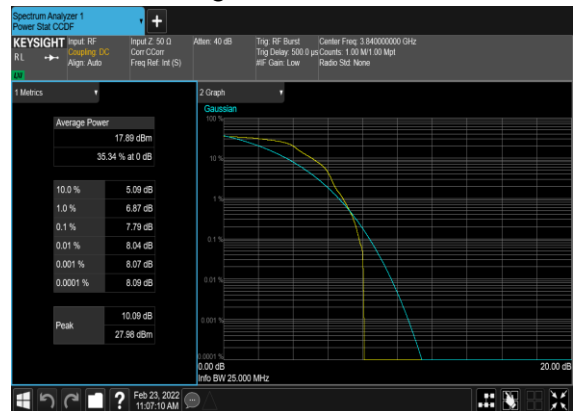 Spectrum Analyzer 1
Power Stat CCDF
KEYSIGHT
Input: RF
Coupling: DC
Align: Auto
Input Z: 50 Ω
Corr CCorr
Freq Ref: Int (S)
Atten: 40 dB
Trig: RF Burst
Trig Delay: 500.0 µs
#IF Gain: Low
Center Freq: 3.840000000 GHz
Counts: 1.00 M/1.00 Mpt
Radio Std: None
RL
1 Metrics
Average Power
17.89 dBm
35.34 % at 0 dB
10.0 % 5.09 dB
1.0 % 6.87 dB
0.1 % 7.79 dB
0.01 % 8.04 dB
0.001 % 8.07 dB
0.0001 % 8.09 dB
Peak
10.09 dB
27.98 dBm
2 Graph
Gaussian
100 %
10 %
1 %
0.1 %
0.01 %
0.001 %
0.0001 %
0.00 dB
20.00 dB
Info BW 25.000 MHz
?
Feb 23, 2022
11:07:10 AM